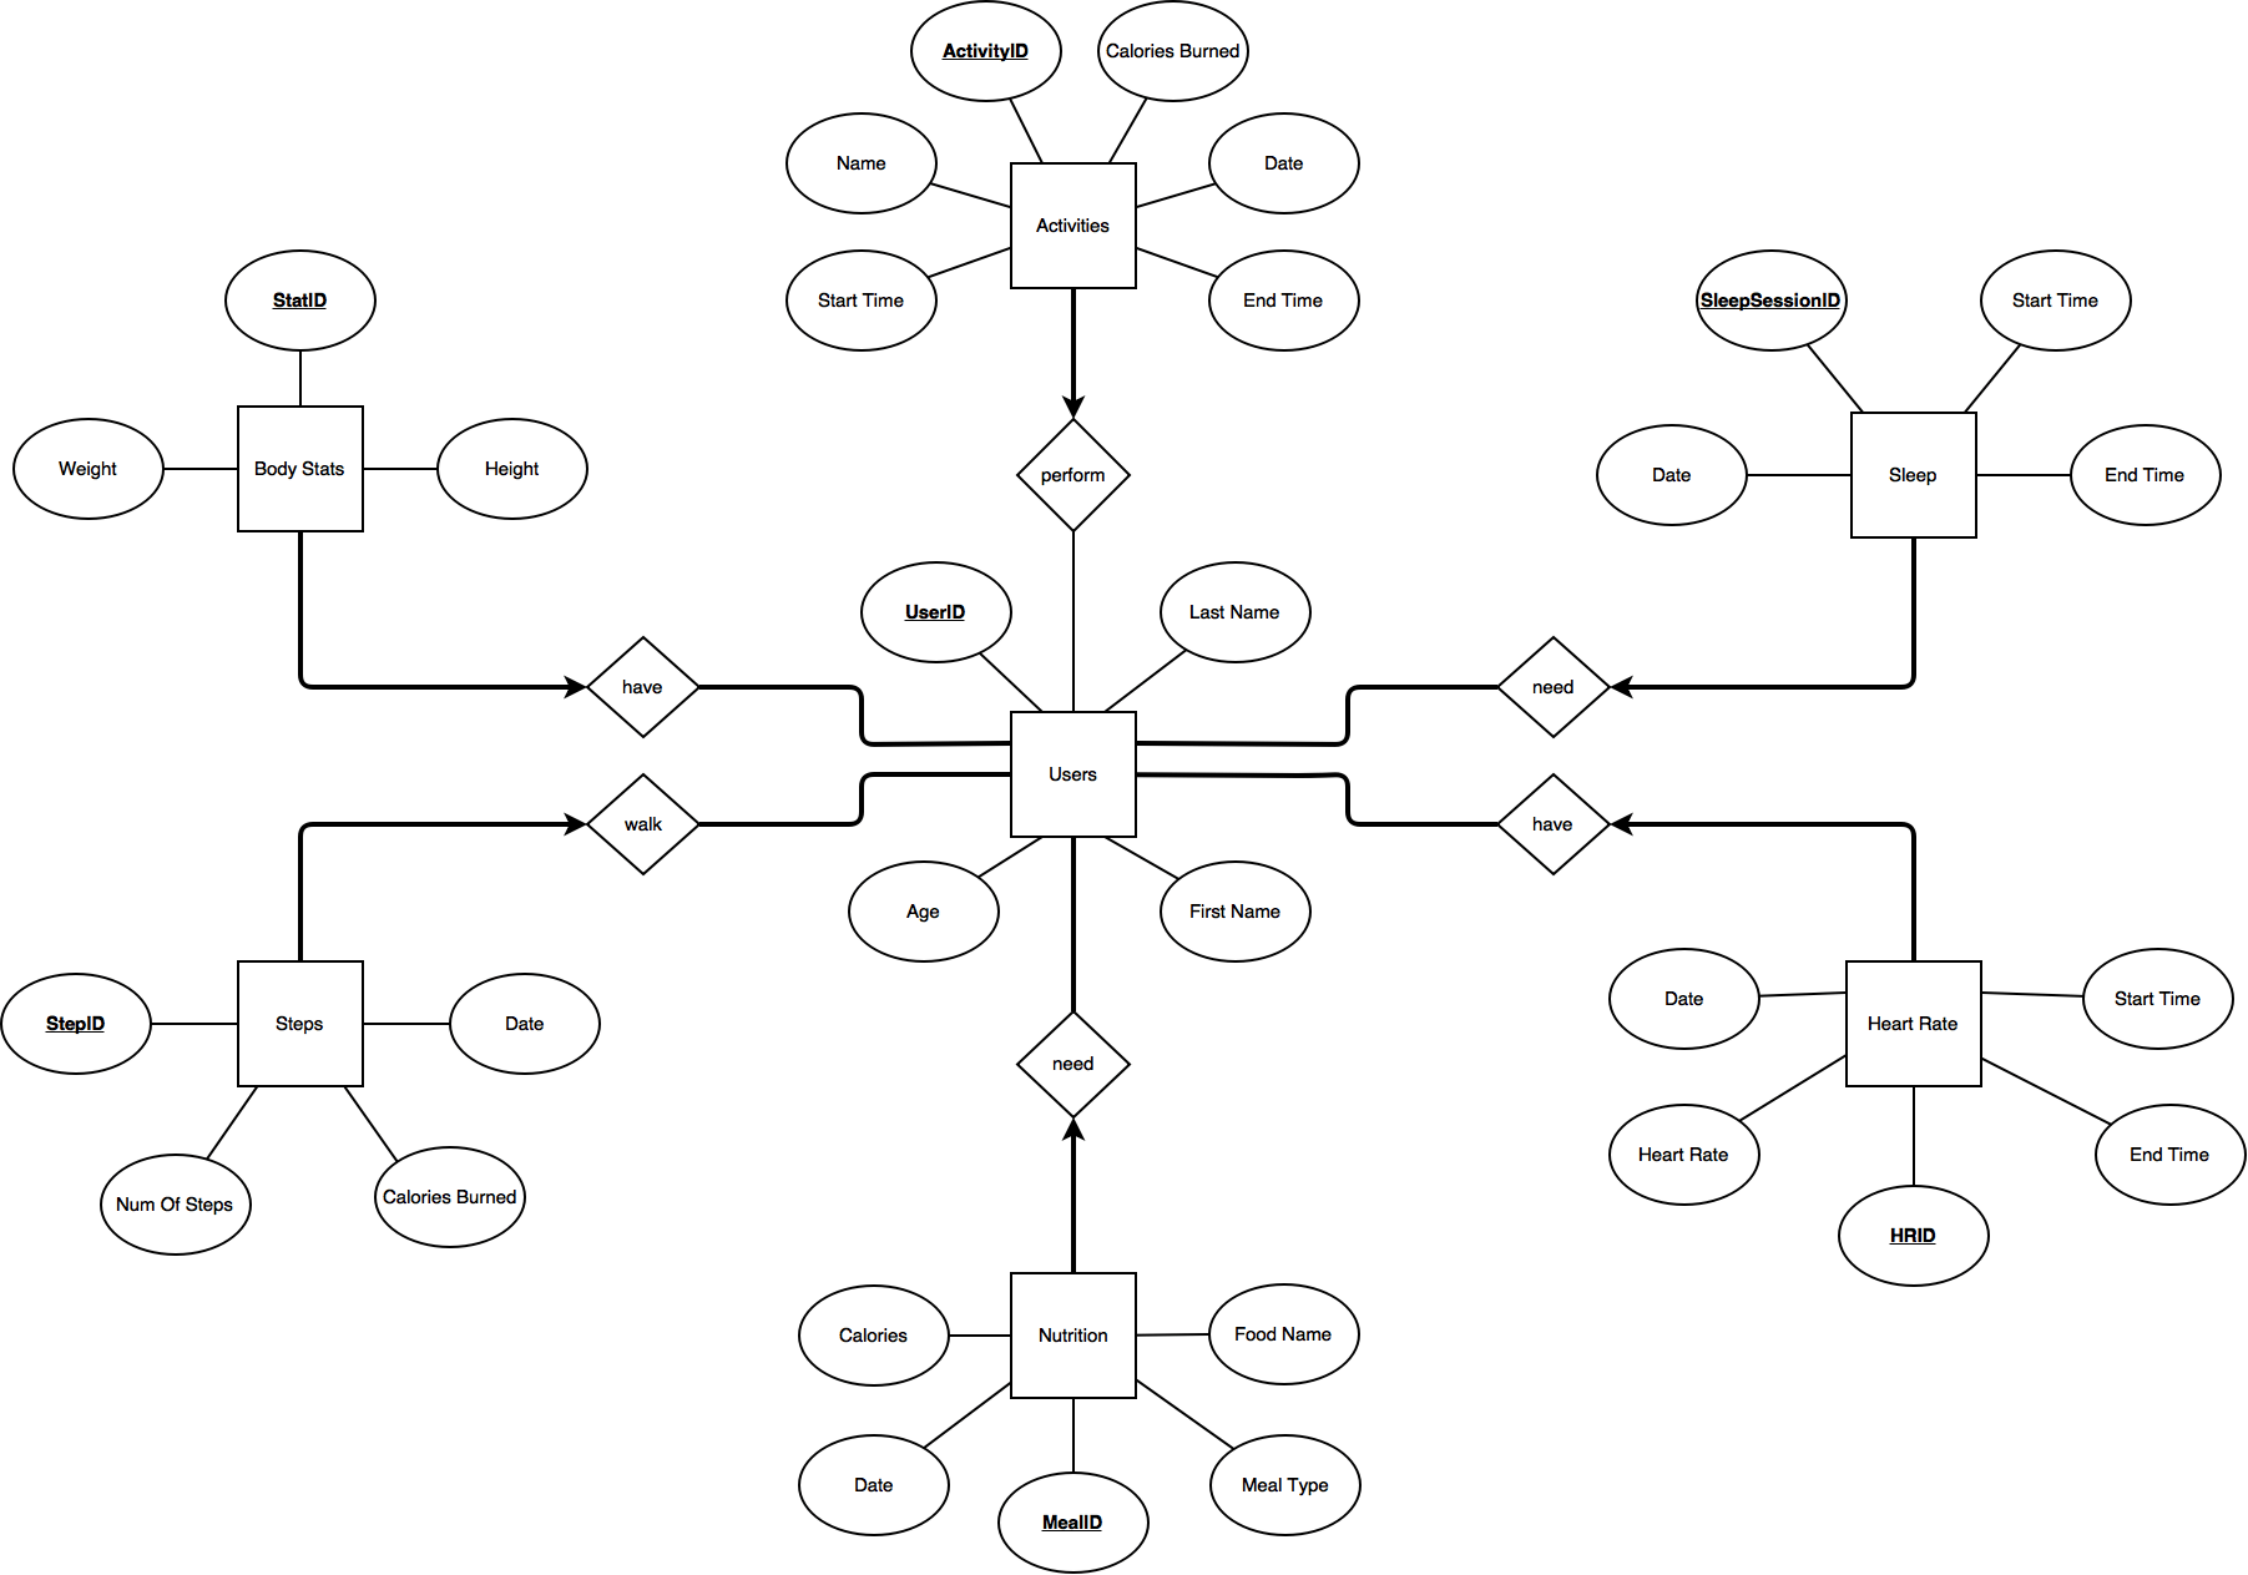 ActivityID
Calories Burned
Name
Date
Activities
Start Time
End Time
StatID
SleepSessionID
Start Time
Weight
Body Stats
Height
perform
Date
Sleep
End Time
UserID
Last Name
have
need
Users
walk
have
Age
First Name
Date
Start Time
StepID
Steps
Date
Heart Rate
need
Heart Rate
End Time
Num Of Steps
Calories Burned
HRID
Calories
Nutrition
Food Name
Date
Meal Type
MealID